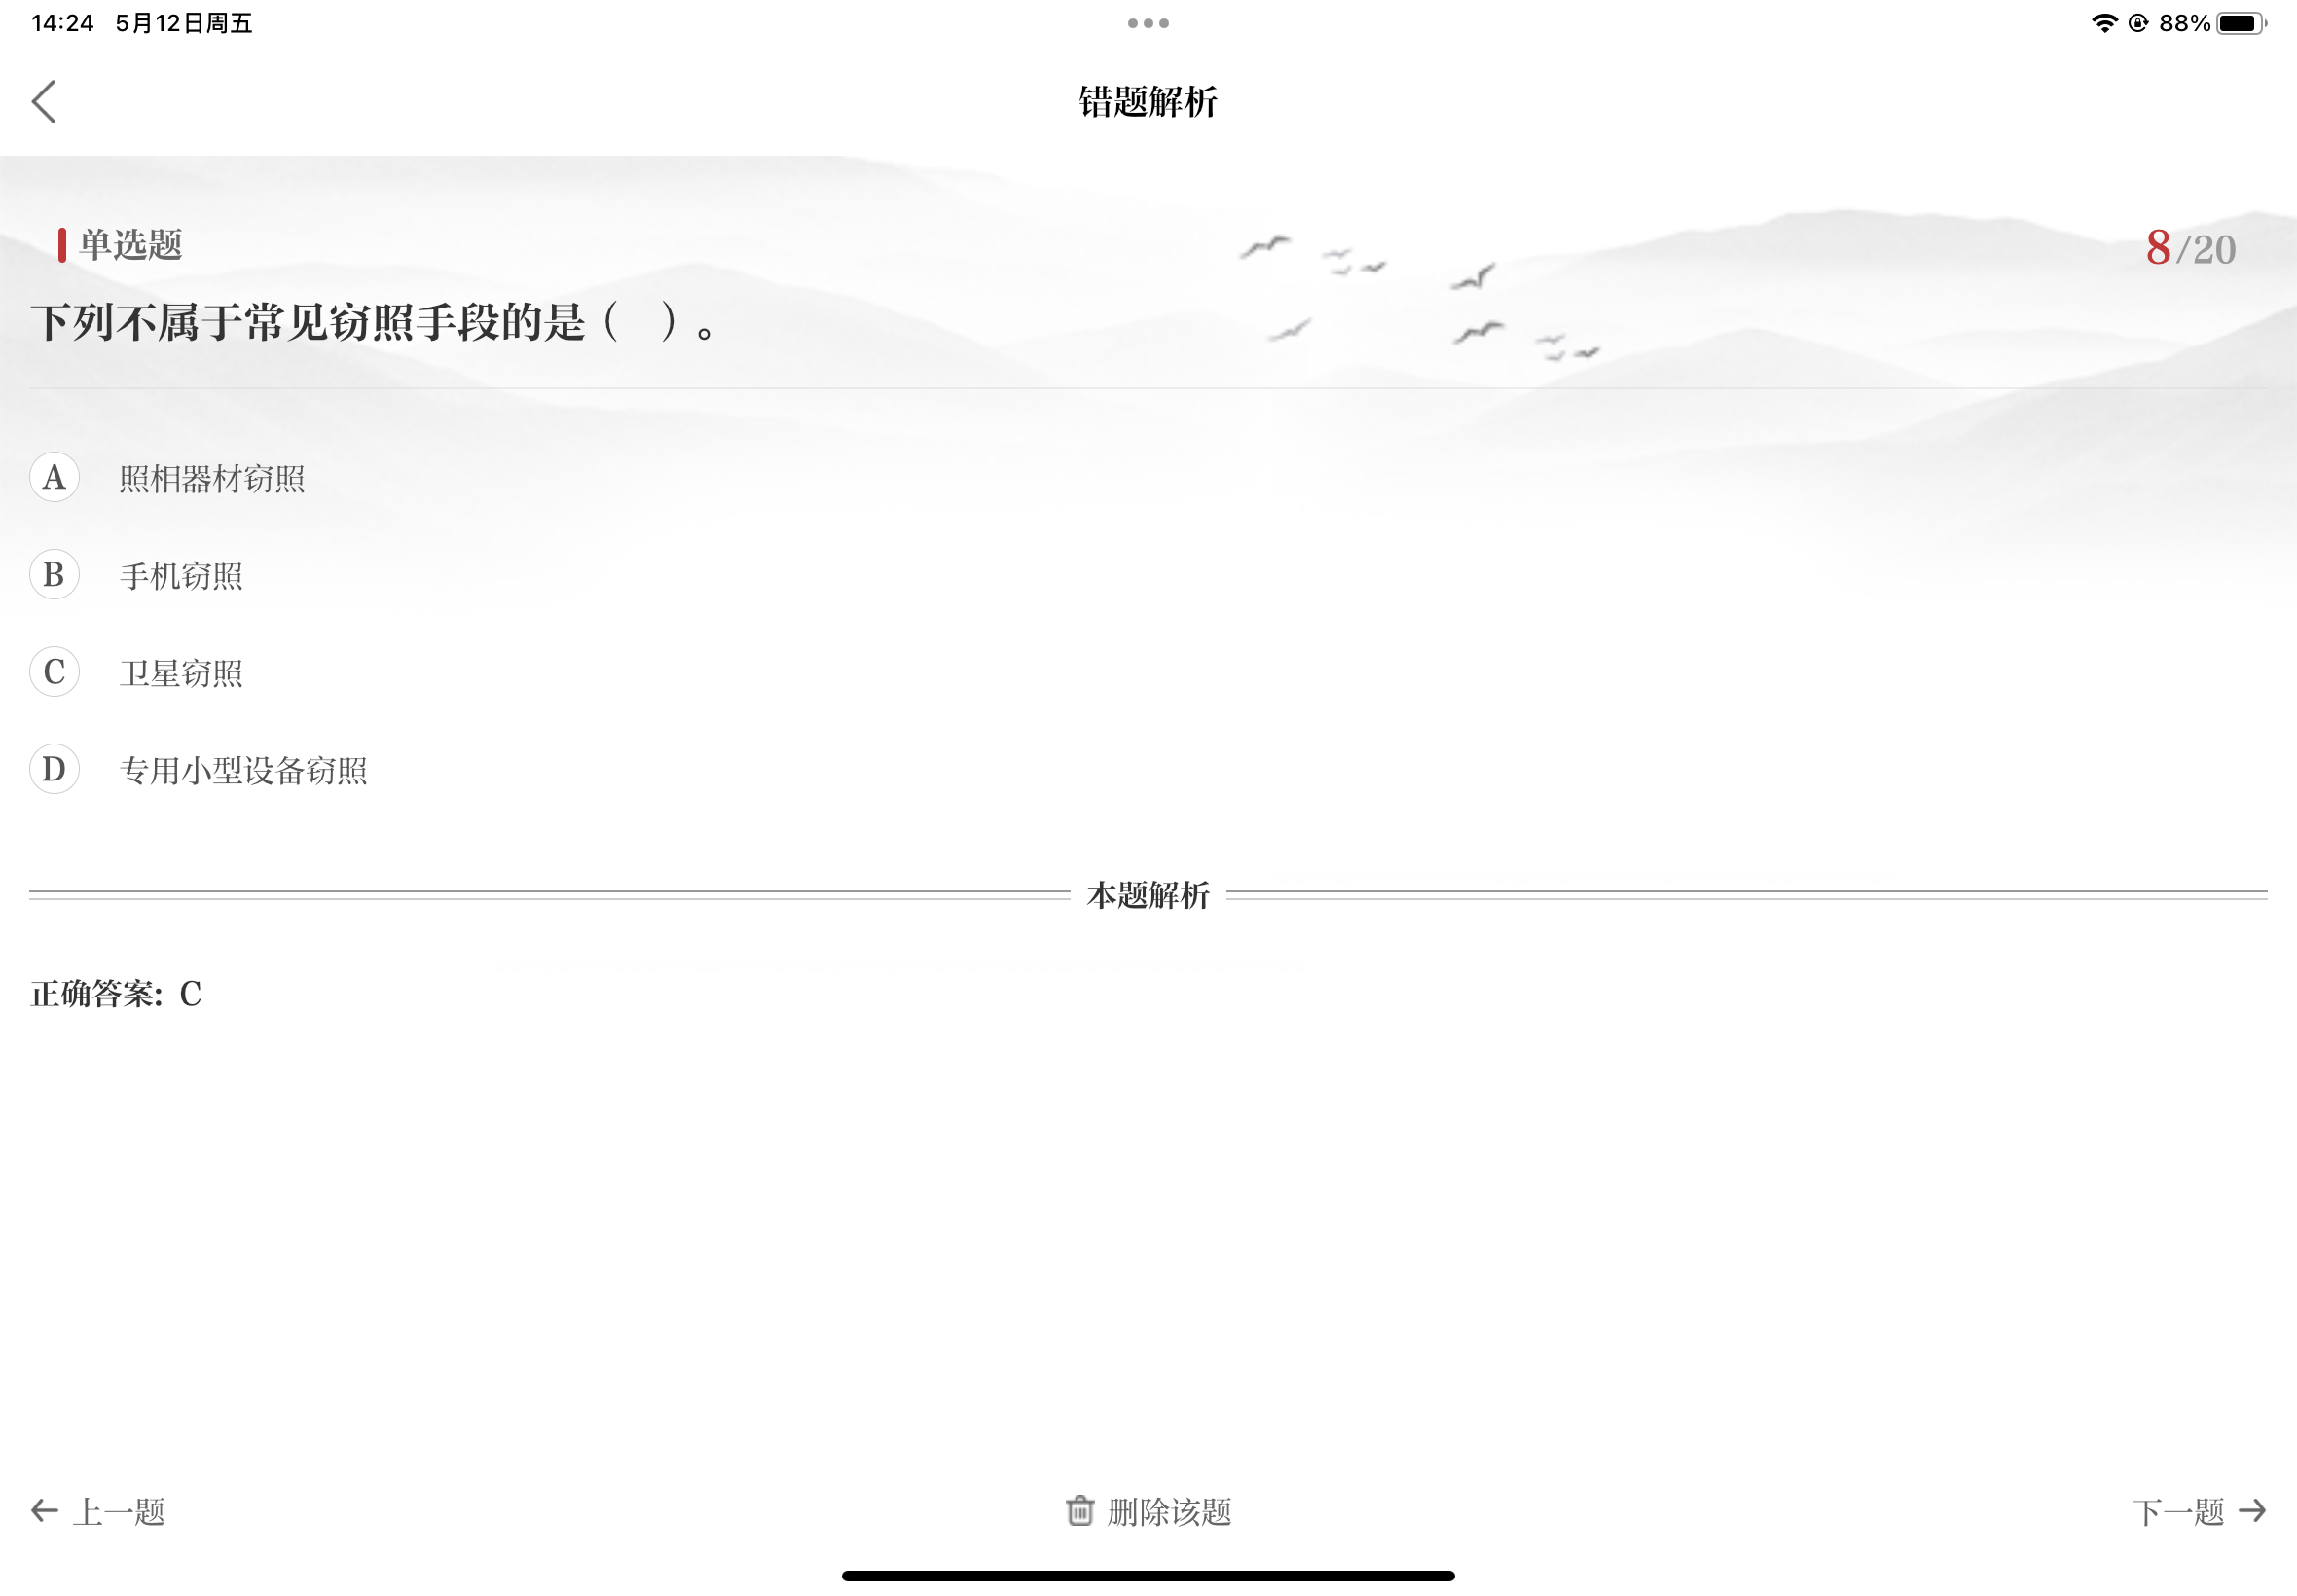 14:24 5月12日周五
88%
错题解析
单选题
8/20
下列不属于常见窃照手段的是（ ）。
A 照相器材窃照
B 手机窃照
C 卫星窃照
D 专用小型设备窃照
本题解析
正确答案: C
上一题
删除该题
下一题